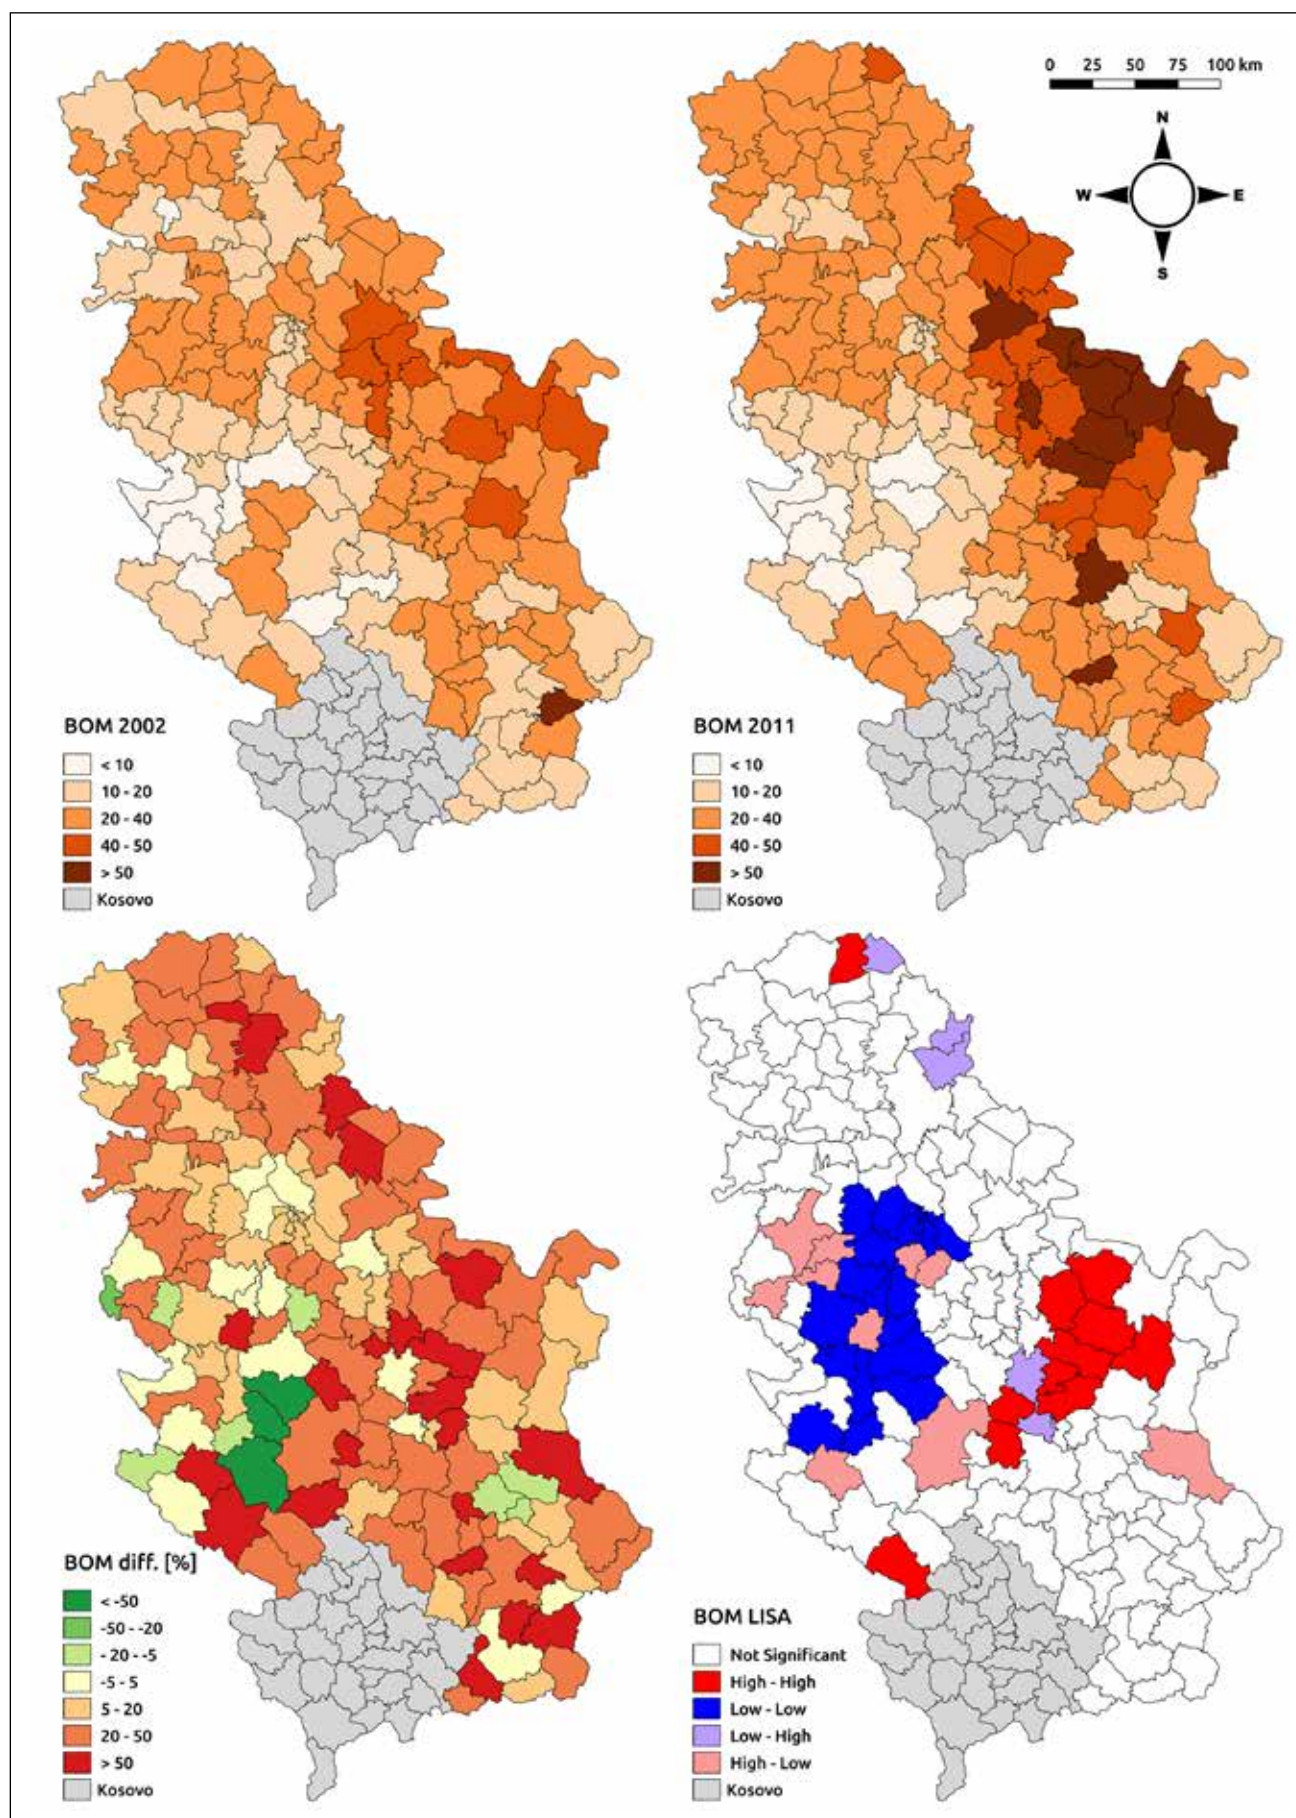 0 25 50 75 100 km
N
W E
S
BOM 2002
< 10
10 - 20
20 - 40
40 - 50
> 50
Kosovo
BOM 2011
< 10
10 - 20
20 - 40
40 - 50
> 50
Kosovo
BOM diff. [%]
< -50
-50 - -20
- 20 - -5
-5 - 5
5 - 20
20 - 50
> 50
Kosovo
BOM LISA
Not Significant
High - High
Low - Low
Low - High
High - Low
Kosovo